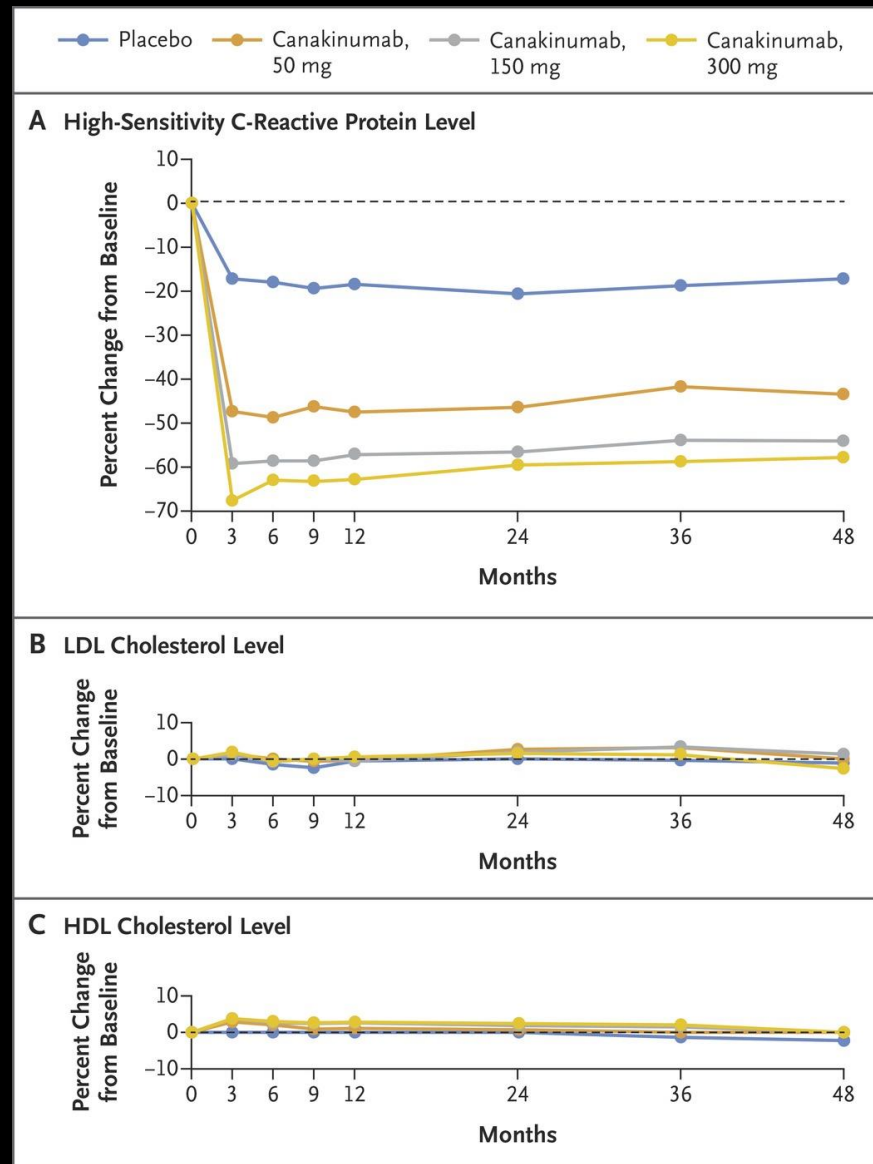 Placebo
Canakinumab,
50 mg
Canakinumab,
150 mg
Canakinumab,
300 mg
A High-Sensitivity C-Reactive Protein Level
Percent Change from Baseline
10
0
–10
–20
–30
–40
–50
–60
–70
0 3 6 9 12 24 36 48
Months
B LDL Cholesterol Level
Percent Change
from Baseline
10
0
–10
0 3 6 9 12 24 36 48
Months
C HDL Cholesterol Level
Percent Change
from Baseline
10
0
–10
0 3 6 9 12 24 36 48
Months